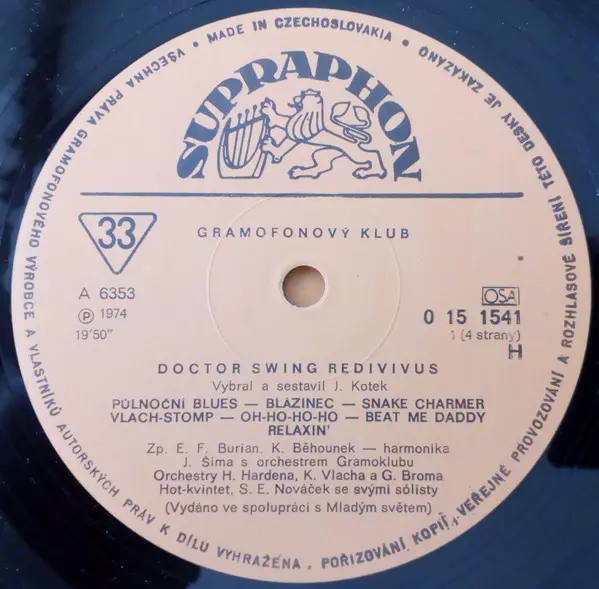 VŠECHNA PRÁVA GRAMOFONOVÉHO VÝROBCE A VLASTNÍKŮ AUTORSKÝCH PRÁV K DÍLU VYHRAŽENA. POŘIZOVÁNÍ KOPIÍ, VEŘEJNÉ PROVOZOVÁNÍ A ROZHLASOVÉ ŠÍŘENÍ TÉTO DESKY JE ZAKÁZÁNO • MADE IN CZECHOSLOVAKIA •
SUPRAPHON
33
GRAMOFONOVÝ KLUB
A 6353
Ⓟ 1974
19'50"
OSA
0 15 1541
1 (4 strany)
H
DOCTOR SWING REDIVIVUS
Vybral a sestavil J. Kotek
PŮLNOČNÍ BLUES — BLÁZINEC — SNAKE CHARMER
VLACH-STOMP — OH-HO-HO-HO — BEAT ME DADDY
RELAXIN'
Zp. E. F. Burian. K. Běhounek — harmonika
J. Šíma s orchestrem Gramoklubu
Orchestry H. Hardena, K. Vlacha a G. Broma
Hot-kvintet, S. E. Nováček se svými sólisty
(Vydáno ve spolupráci s Mladým světem)